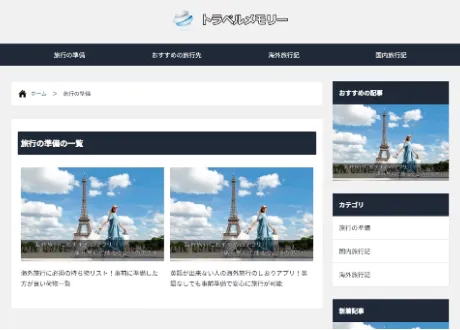 トラベルメモリー
旅行の準備
おすすめの旅行先
海外旅行記
国内旅行記
ホーム > 旅行の準備
旅行の準備の一覧
海外旅行に必須の持ち物リスト！事前に準備した
方が良い荷物一覧
英語が出来ない人の海外旅行のしおりアプリ！英
語なしでも事前準備で安心に旅行が可能
おすすめの記事
カテゴリ
旅行の準備
国内旅行記
海外旅行記
新着記事